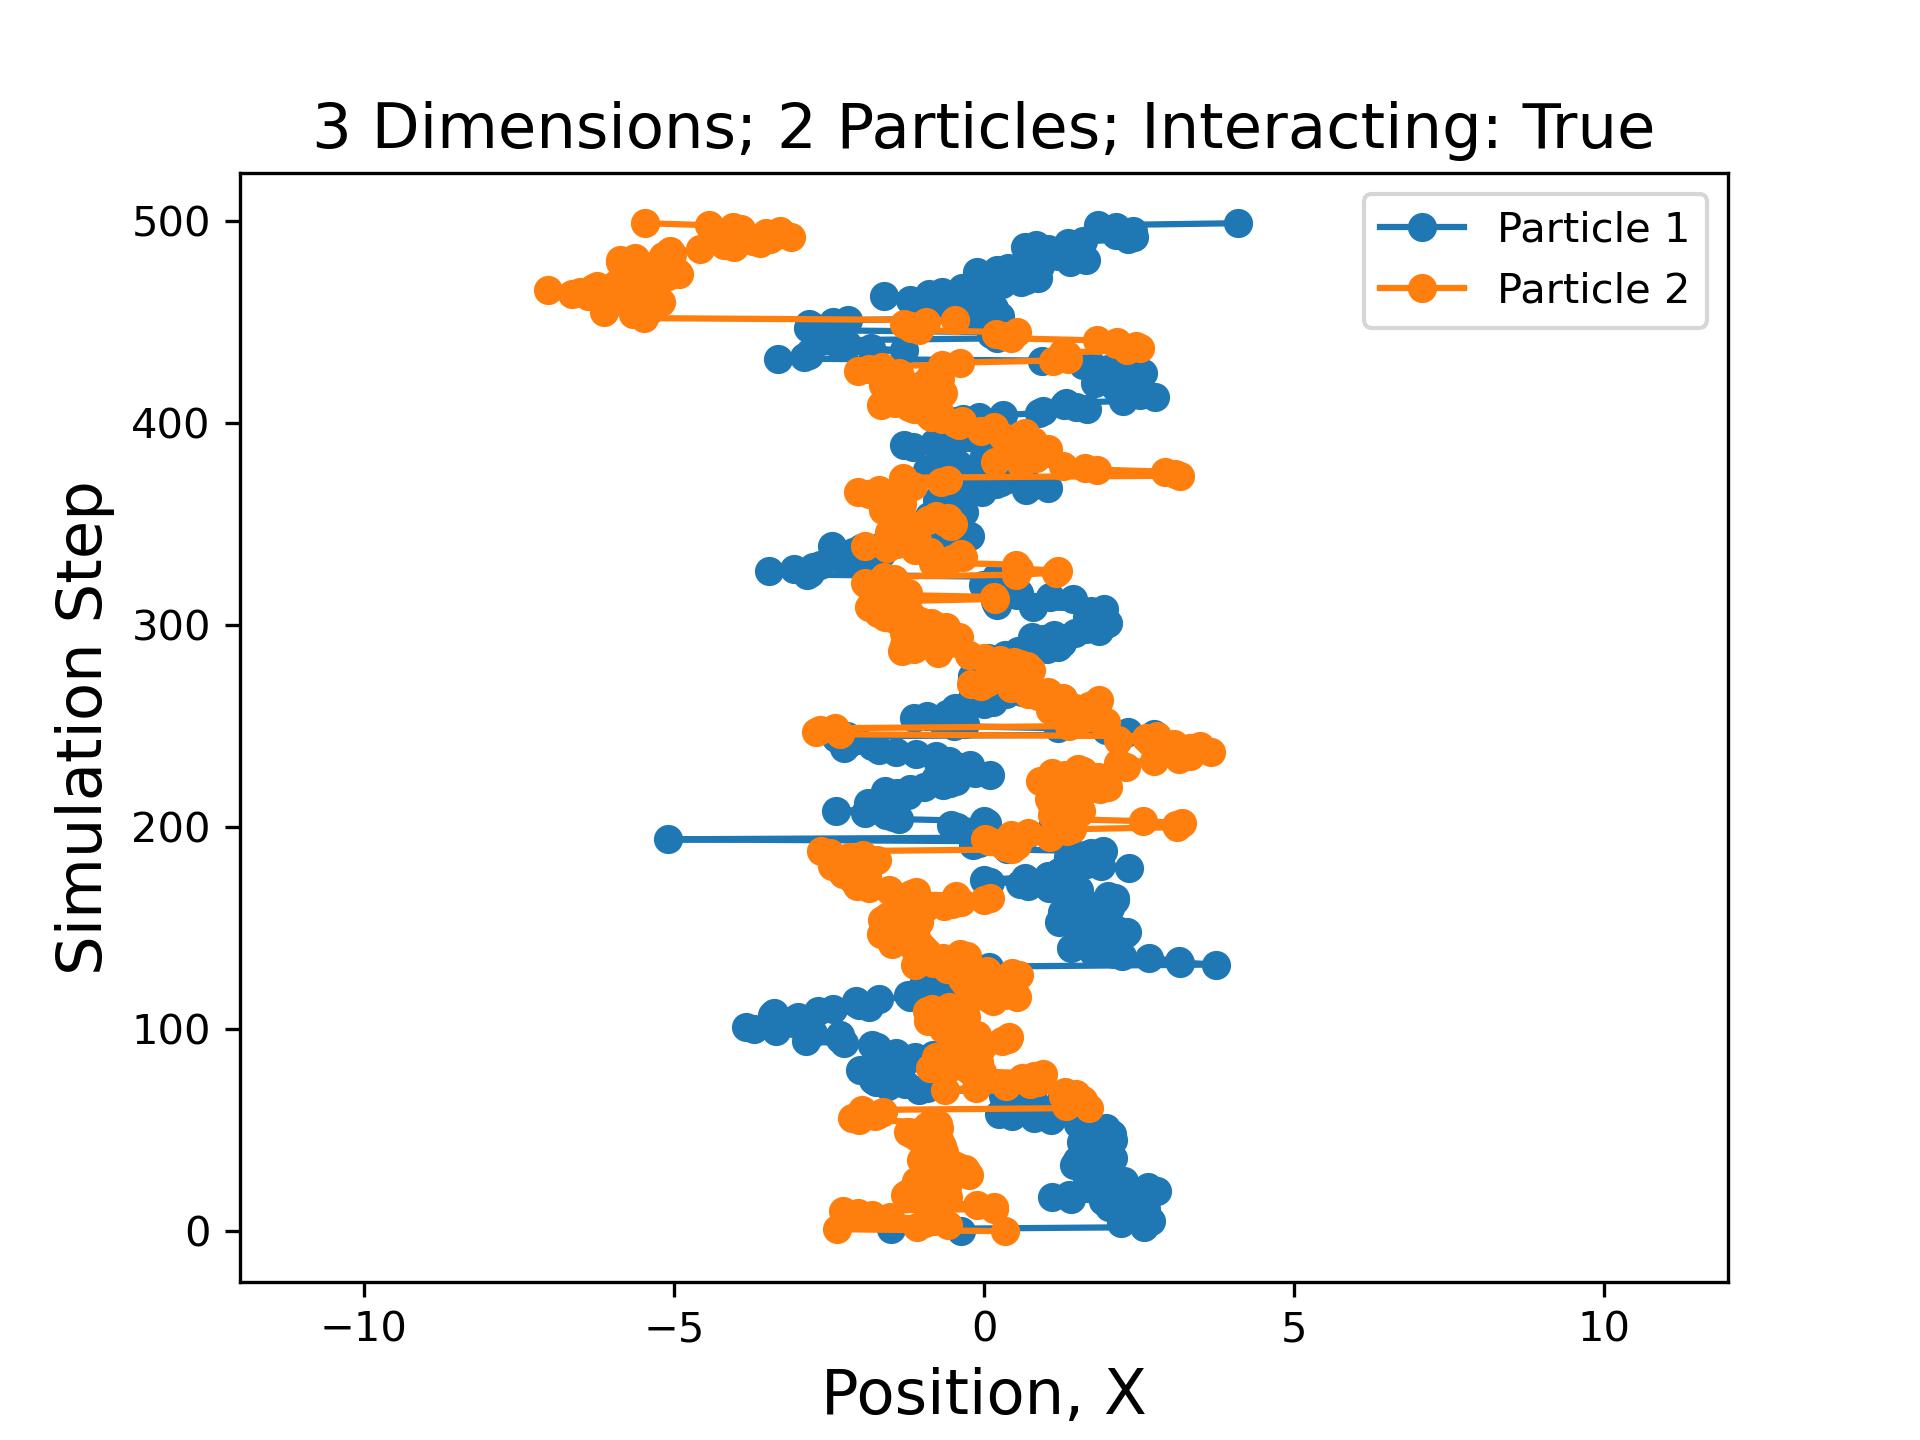 3 Dimensions; 2 Particles; Interacting: True
Particle 1
Particle 2
500
400
300
200
100
0
Simulation Step
−10
−5
0
5
10
Position, X